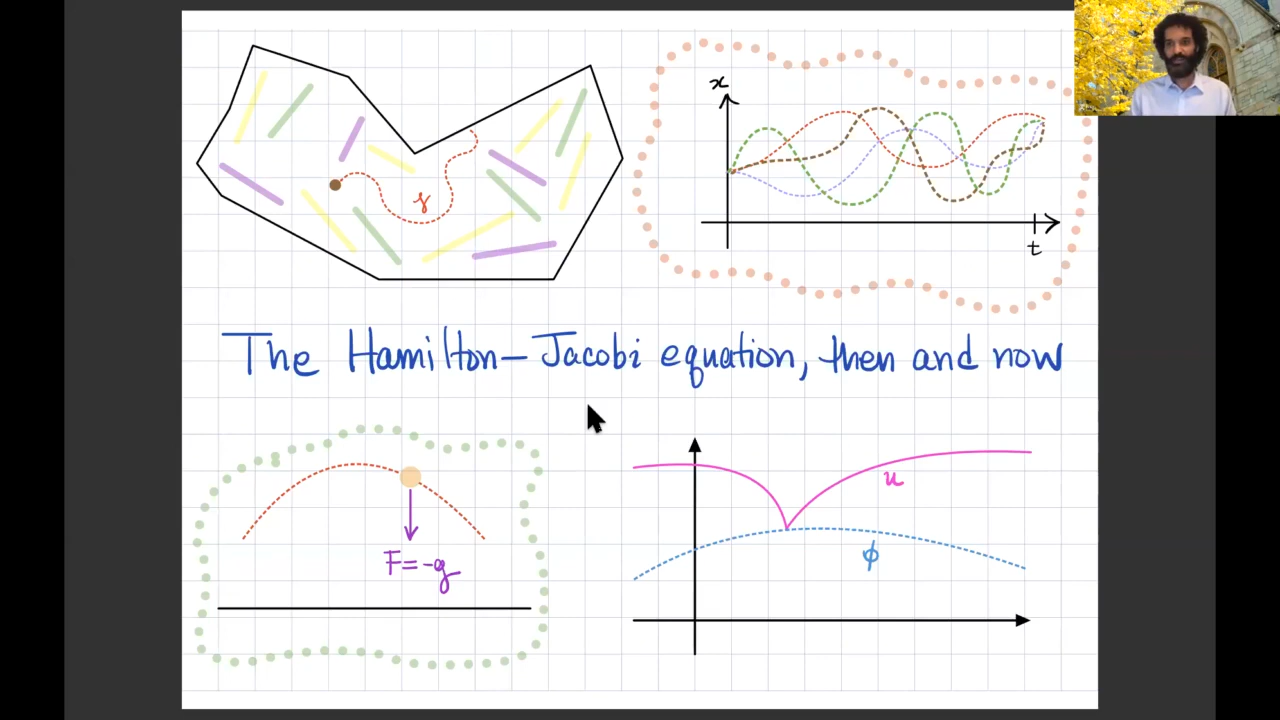 x
γ
t
The Hamilton-Jacobi equation, then and now
u
F=-g
ϕ